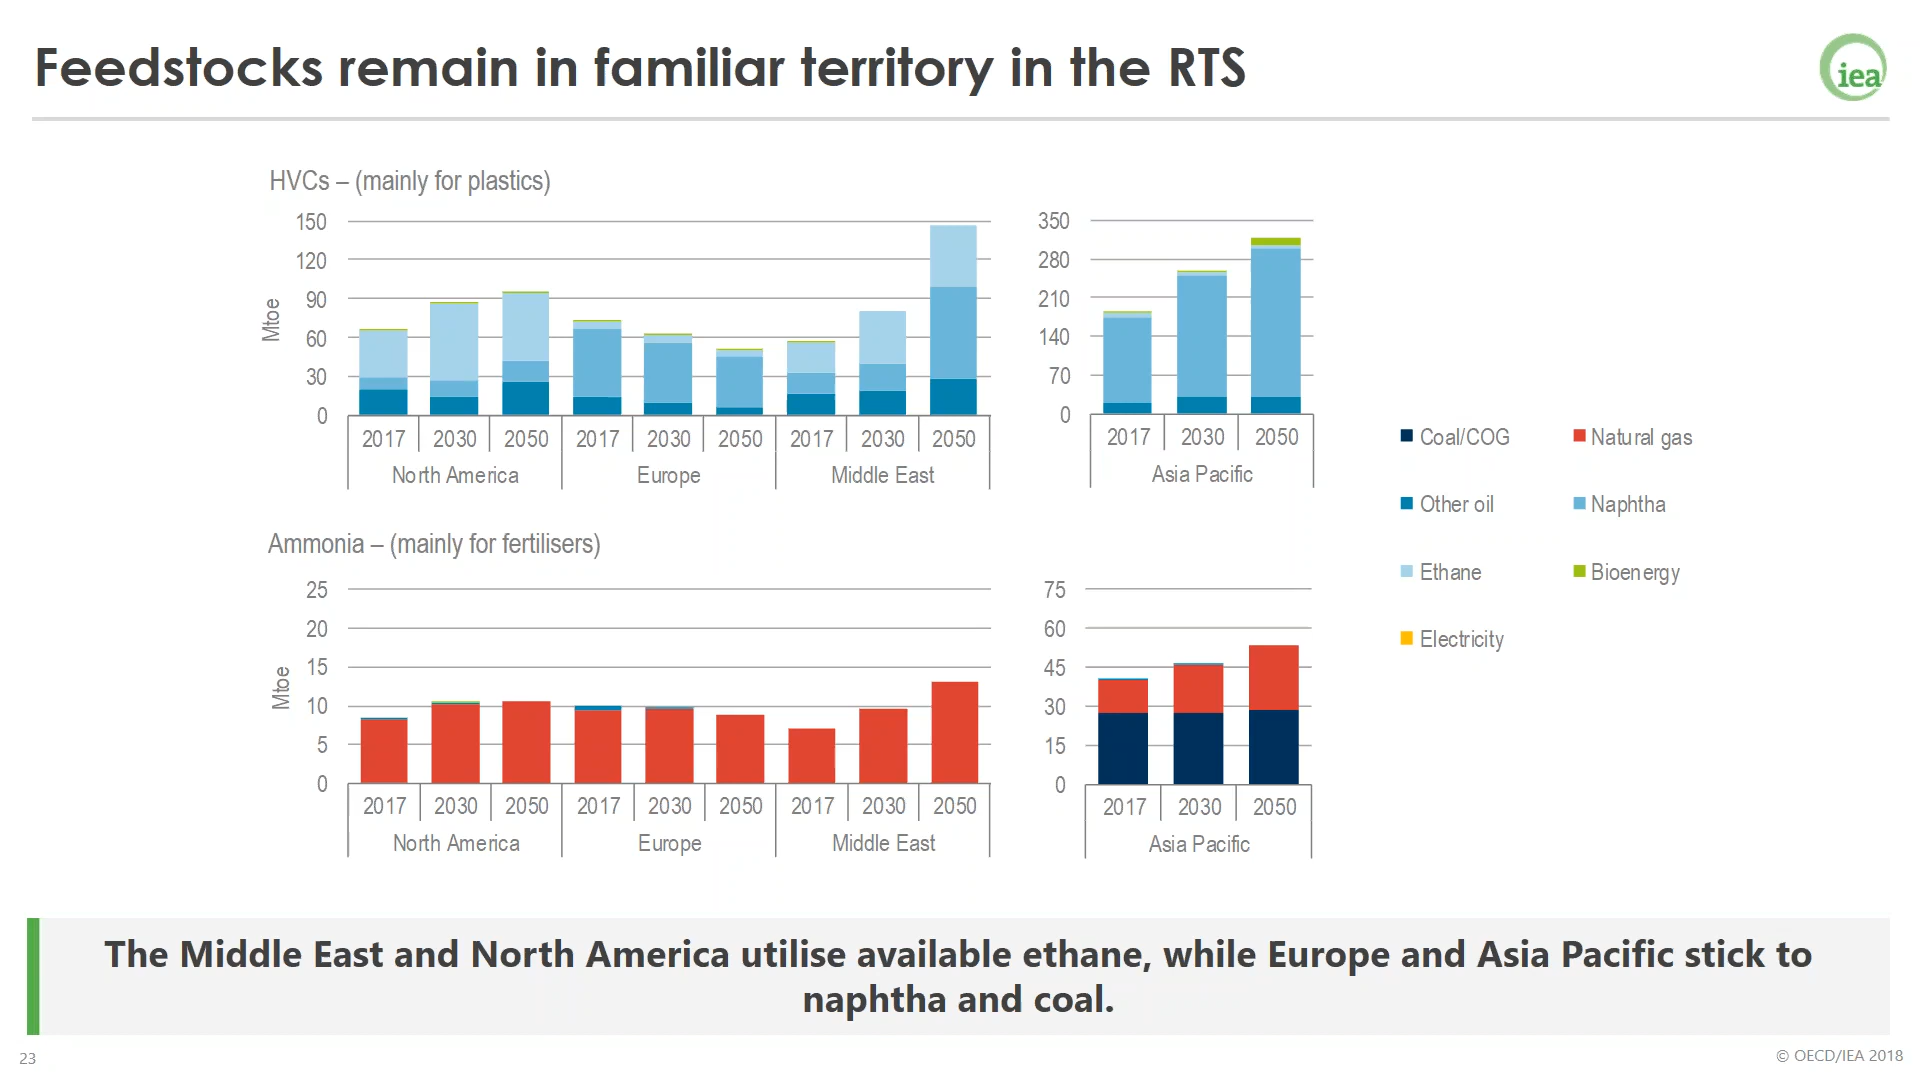 Feedstocks remain in familiar territory in the RTS
iea
HVCs – (mainly for plastics)
150
120
90
60
30
0
Mtoe
2017 2030 2050 2017 2030 2050 2017 2030 2050
North America Europe Middle East
350
280
210
140
70
0
2017 2030 2050
Asia Pacific
Ammonia – (mainly for fertilisers)
25
20
15
10
5
0
Mtoe
2017 2030 2050 2017 2030 2050 2017 2030 2050
North America Europe Middle East
75
60
45
30
15
0
2017 2030 2050
Asia Pacific
Coal/COG Natural gas
Other oil Naphtha
Ethane Bioenergy
Electricity
The Middle East and North America utilise available ethane, while Europe and Asia Pacific stick to
naphtha and coal.
23
© OECD/IEA 2018